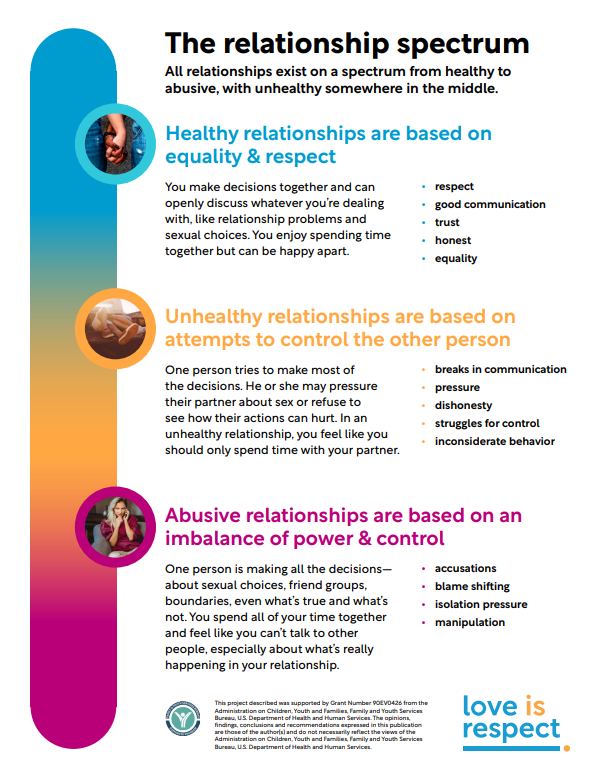 The relationship spectrum
All relationships exist on a spectrum from healthy to
abusive, with unhealthy somewhere in the middle.
Healthy relationships are based on
equality & respect
You make decisions together and can
openly discuss whatever you're dealing
with, like relationship problems and
sexual choices. You enjoy spending time
together but can be happy apart.
• respect
• good communication
• trust
• honest
• equality
Unhealthy relationships are based on
attempts to control the other person
One person tries to make most of
the decisions. He or she may pressure
their partner about sex or refuse to
see how their actions can hurt. In an
unhealthy relationship, you feel like you
should only spend time with your partner.
• breaks in communication
• pressure
• dishonesty
• struggles for control
• inconsiderate behavior
Abusive relationships are based on an
imbalance of power & control
One person is making all the decisions—
about sexual choices, friend groups,
boundaries, even what's true and what's
not. You spend all of your time together
and feel like you can't talk to other
people, especially about what's really
happening in your relationship.
• accusations
• blame shifting
• isolation pressure
• manipulation
This project described was supported by Grant Number 90EV0426 from the
Administration on Children, Youth and Families, Family and Youth Services
Bureau, U.S. Department of Health and Human Services. The opinions,
findings, conclusions and recommendations expressed in this publication
are those of the author(s) and do not necessarily reflect the views of the
Administration on Children, Youth and Families, Family and Youth Services
Bureau, U.S. Department of Health and Human Services.
love is
respect